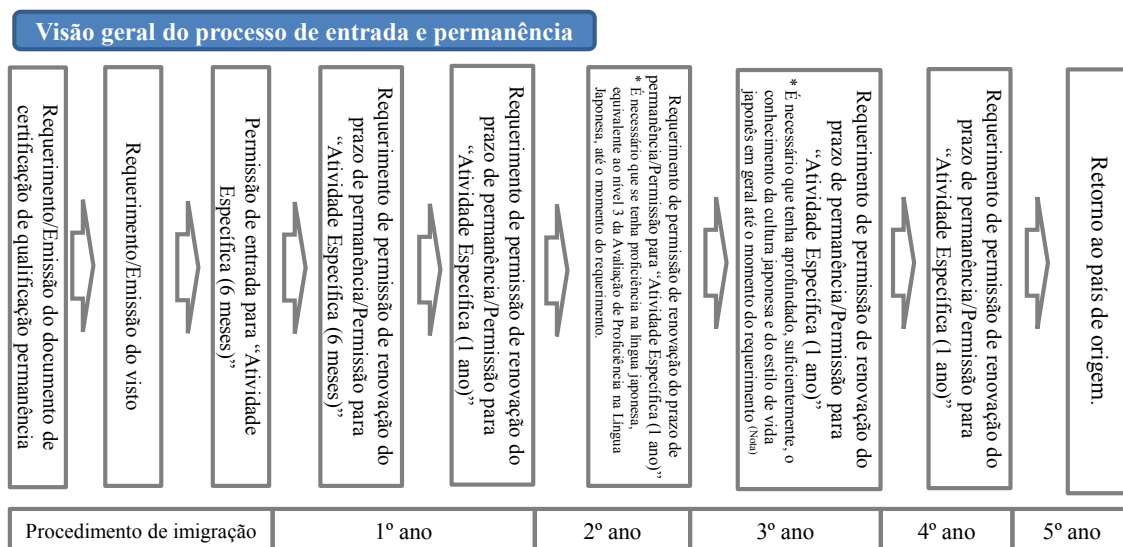 Visão geral do processo de entrada e permanência
Requerimento/Emissão do documento de
certificação de qualificação permanência
Requerimento/Emissão do visto
Permissão de entrada para “Atividade
Específica (6 meses)”
Requerimento de permissão de renovação do
prazo de permanência/Permissão para
“Atividade Específica (6 meses)”
Requerimento de permissão de renovação do
prazo de permanência/Permissão para
“Atividade Específica (1 ano)”
Requerimento de permissão de renovação do prazo de
permanência/Permissão para “Atividade Específica (1 ano)”
* É necessário que se tenha proficiência na língua japonesa,
equivalente ao nível 3 da Avaliação de Proficiência na Língua
Japonesa, até o momento do requerimento.
Requerimento de permissão de renovação do
prazo de permanência/Permissão para
“Atividade Específica (1 ano)”
* É necessário que tenha aprofundado, suficientemente, o
conhecimento da cultura japonesa e do estilo de vida
japonês em geral até o momento do requerimento (Nota)
Requerimento de permissão de renovação do
prazo de permanência/Permissão para
“Atividade Específica (1 ano)”
Retorno ao país de origem.
Procedimento de imigração
1º ano
2º ano
3º ano
4º ano
5º ano